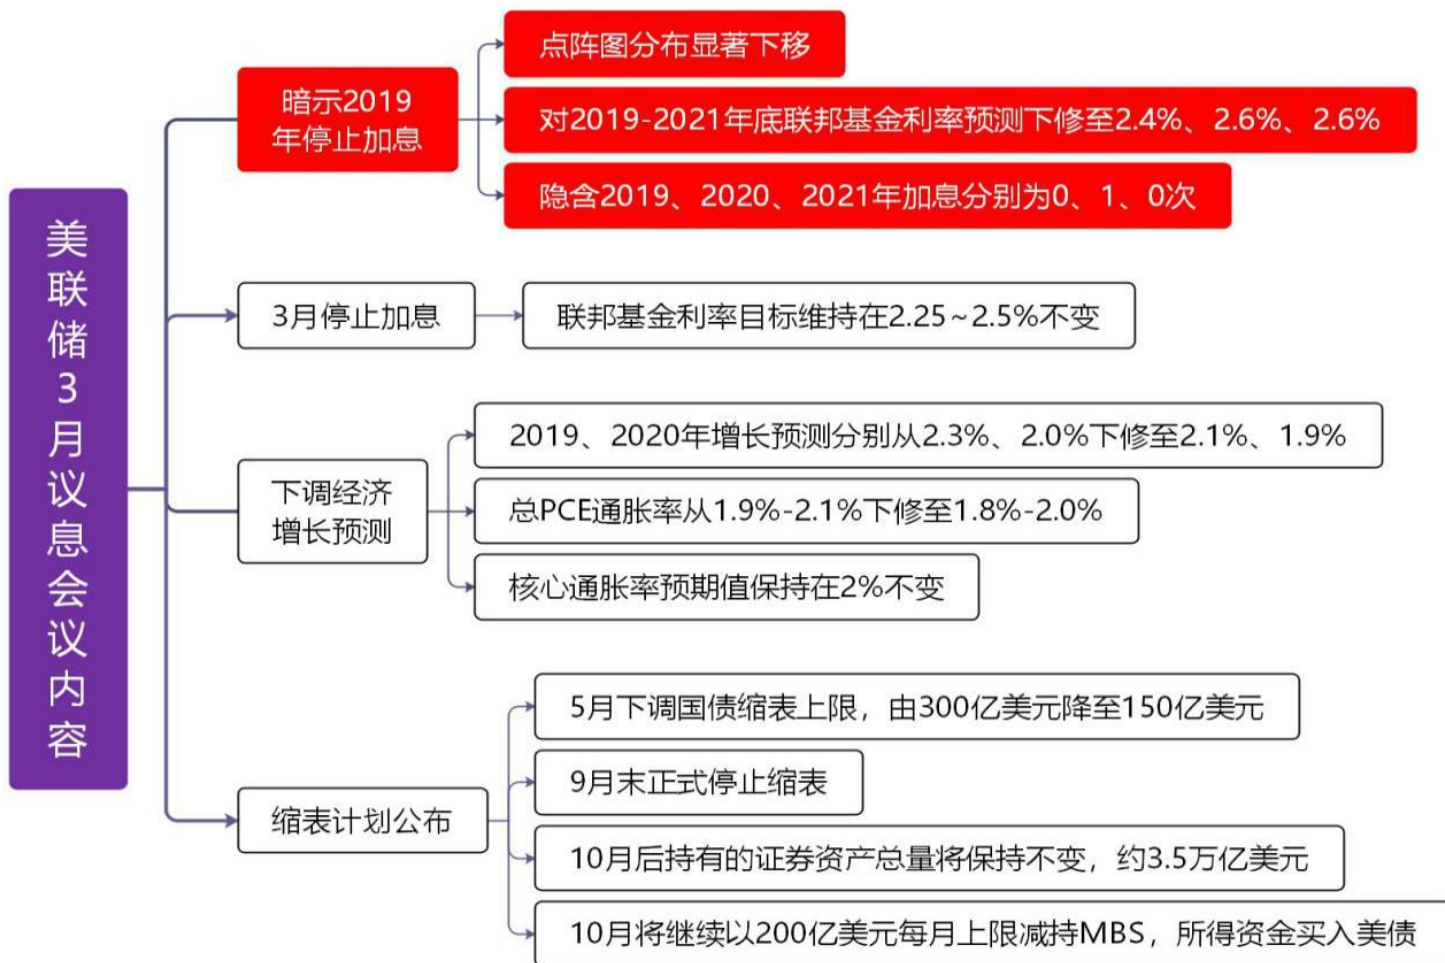 美联储3月议息会议内容
暗示2019
年停止加息
点阵图分布显著下移
对2019-2021年底联邦基金利率预测下修至2.4%、2.6%、2.6%
隐含2019、2020、2021年加息分别为0、1、0次
3月停止加息
联邦基金利率目标维持在2.25~2.5%不变
下调经济
增长预测
2019、2020年增长预测分别从2.3%、2.0%下修至2.1%、1.9%
总PCE通胀率从1.9%-2.1%下修至1.8%-2.0%
核心通胀率预期值保持在2%不变
缩表计划公布
5月下调国债缩表上限，由300亿美元降至150亿美元
9月末正式停止缩表
10月后持有的证券资产总量将保持不变，约3.5万亿美元
10月将继续以200亿美元每月上限减持MBS，所得资金买入美债